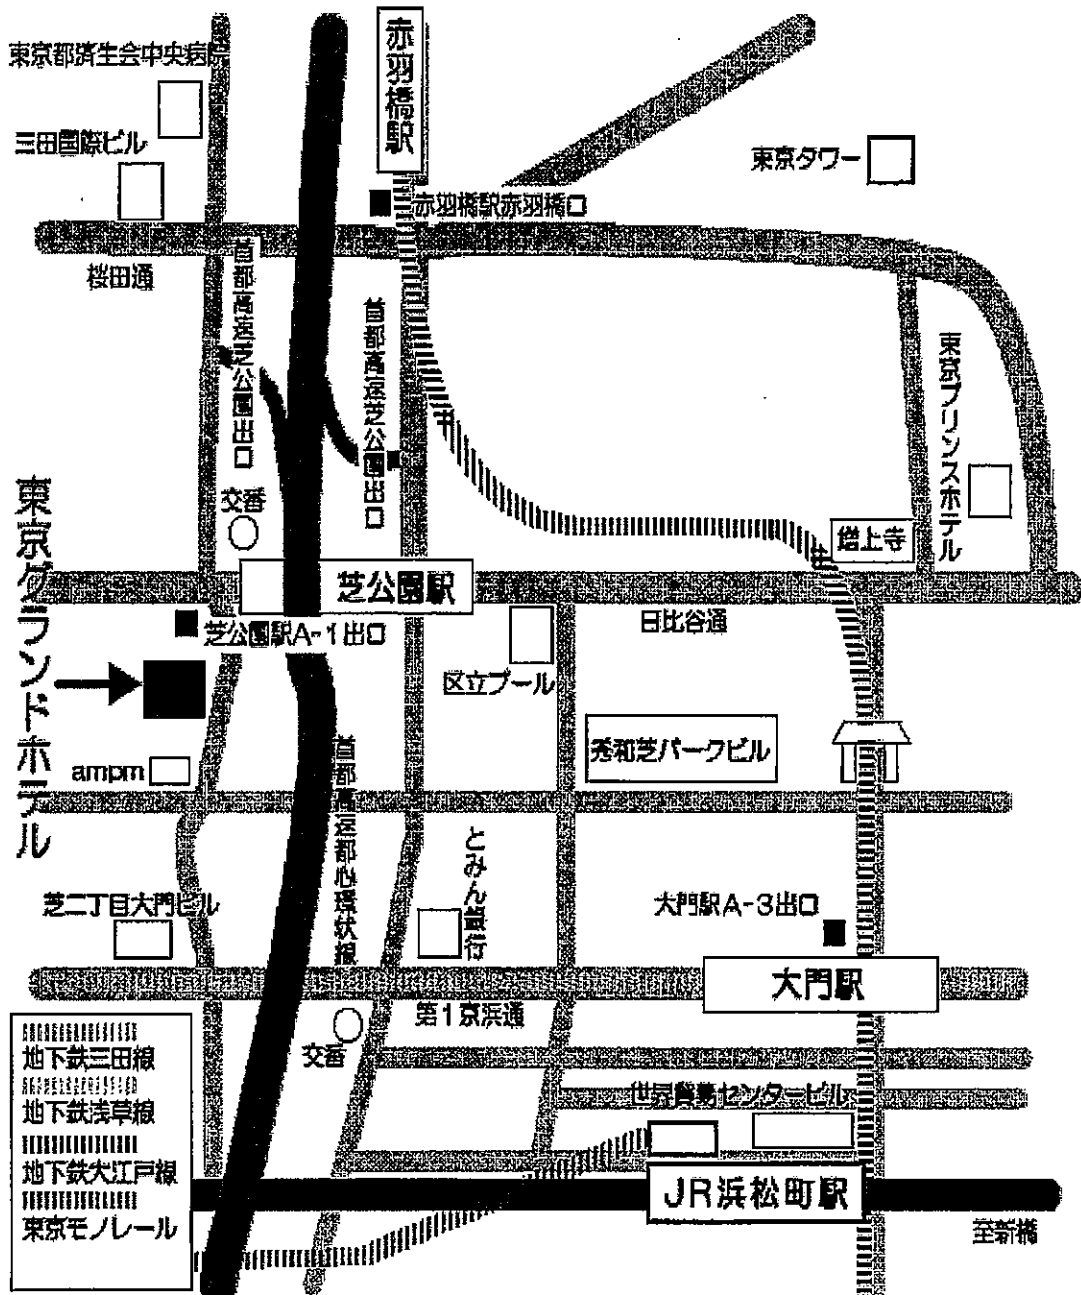 東京都済生会中央病院
赤羽橋駅
三田国際ビル
東京タワー
赤羽橋駅赤羽橋口
桜田通
首都高速芝公園出口
首都高速芝公園出口
東京プリンスホテル
東京グランドホテル
交番
増上寺
芝公園駅
芝公園駅A-1出口
日比谷通
区立プール
秀和芝パークビル
ampm
首都高速都心環状線
とみん銀行
芝二丁目大門ビル
大門駅A-3出口
大門駅
第1京浜通
交番
地下鉄三田線
地下鉄浅草線
地下鉄大江戸線
東京モノレール
世界貿易センタービル
JR浜松町駅
至新橋